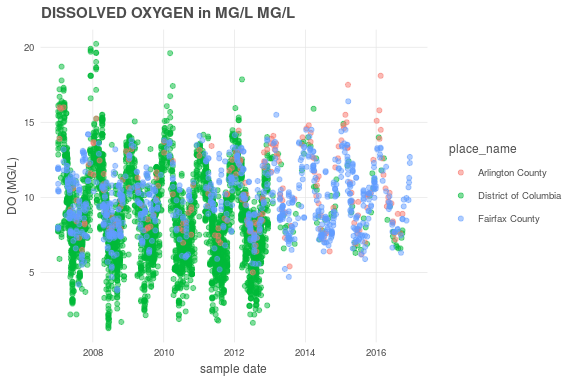 DISSOLVED OXYGEN in MG/L MG/L
20
15
10
5
DO (MG/L)
2008
2010
2012
2014
2016
sample date
place_name
Arlington County
District of Columbia
Fairfax County